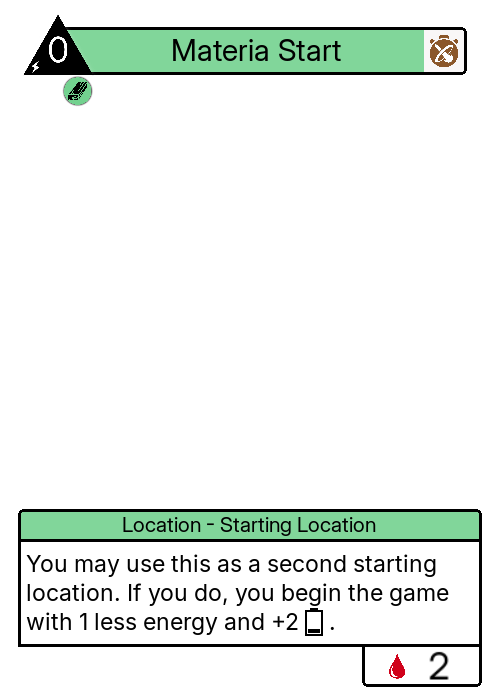 0
Materia Start
Location - Starting Location
You may use this as a second starting
location. If you do, you begin the game
with 1 less energy and +2 .
2